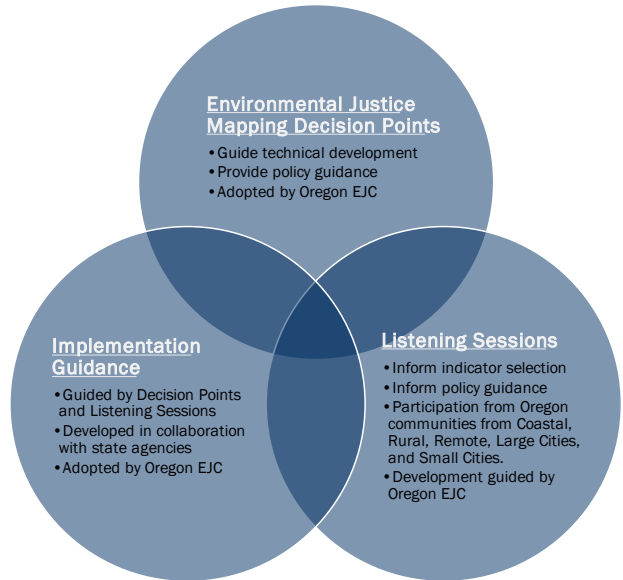 Environmental Justice
Mapping Decision Points
•Guide technical development
•Provide policy guidance
•Adopted by Oregon EJC
Implementation
Guidance
•Guided by Decision Points
and Listening Sessions
•Developed in collaboration
with state agencies
•Adopted by Oregon EJC
Listening Sessions
•Inform indicator selection
•Inform policy guidance
•Participation from Oregon
communities from Coastal,
Rural, Remote, Large Cities,
and Small Cities.
•Development guided by
Oregon EJC